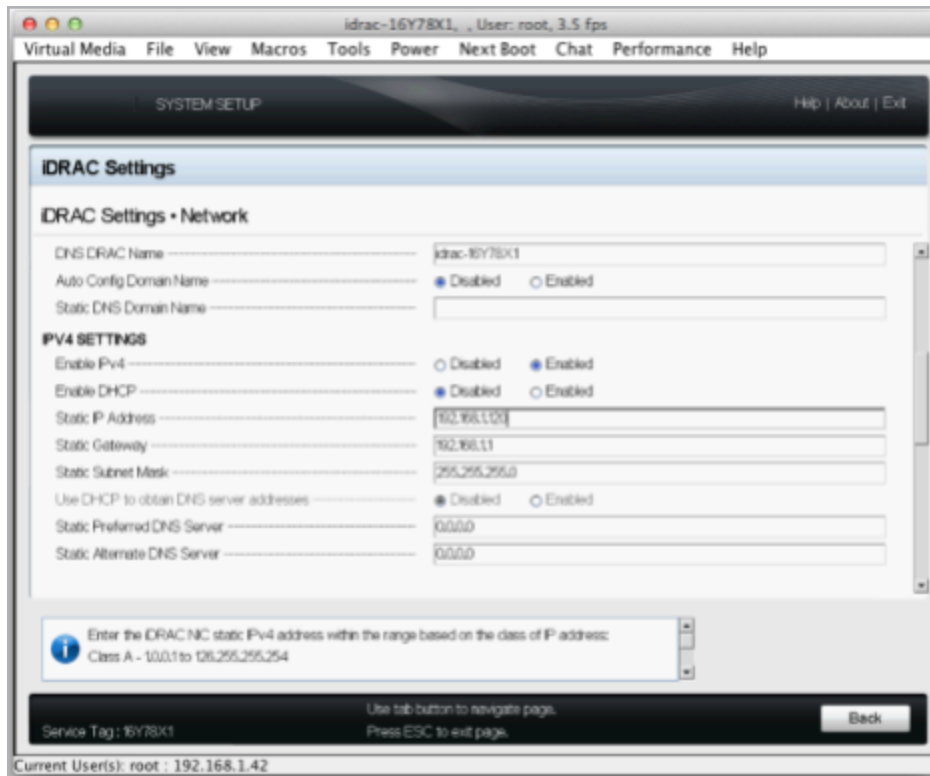 idrac-16Y78X1, , User: root, 3.5 fps
Virtual Media File View Macros Tools Power Next Boot Chat Performance Help
SYSTEM SETUP Help | About | Exit
iDRAC Settings
iDRAC Settings • Network
DNS DRAC Name idrac-16Y78X1
Auto Config Domain Name Disabled Enabled
Static DNS Domain Name
IPV4 SETTINGS
Enable IPv4 Disabled Enabled
Enable DHCP Disabled Enabled
Static IP Address 192.168.1.120
Static Gateway 192.168.1.1
Static Subnet Mask 255.255.255.0
Use DHCP to obtain DNS server addresses Disabled Enabled
Static Preferred DNS Server 0.0.0.0
Static Alternate DNS Server 0.0.0.0
Enter the iDRAC NIC static IPv4 address within the range based on the class of IP address:
Class A - 1.0.0.1 to 126.255.255.254
Use tab button to navigate page.
Service Tag : 16Y78X1 Press ESC to exit page.
Back
Current User(s): root : 192.168.1.42